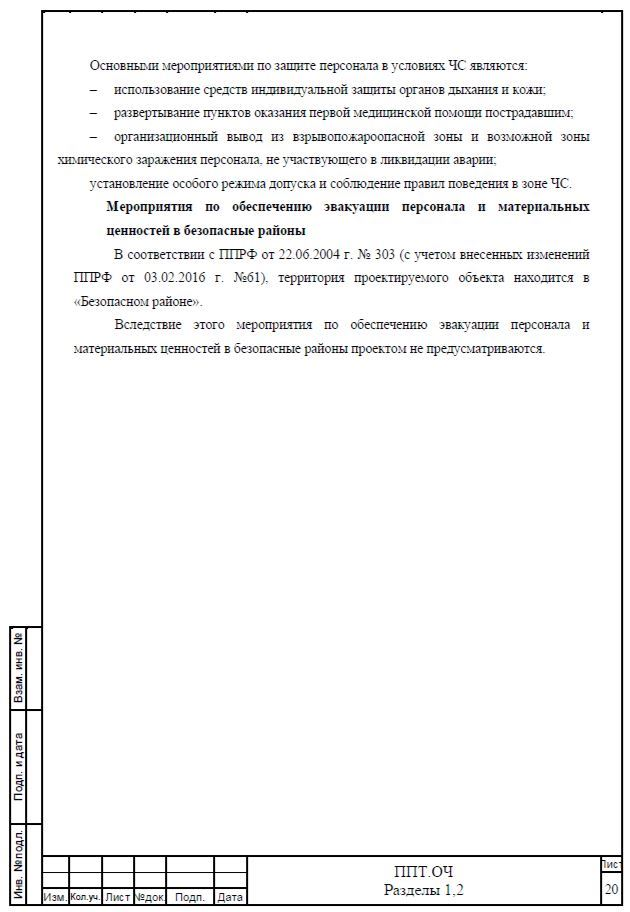 Основными мероприятиями по защите персонала в условиях ЧС являются:
– использование средств индивидуальной защиты органов дыхания и кожи;
– развертывание пунктов оказания первой медицинской помощи пострадавшим;
– организационный вывод из взрывопожароопасной зоны и возможной зоны
химического заражения персонала, не участвующего в ликвидации аварии;
установление особого режима допуска и соблюдение правил поведения в зоне ЧС.
Мероприятия по обеспечению эвакуации персонала и материальных
ценностей в безопасные районы
В соответствии с ППРФ от 22.06.2004 г. № 303 (с учетом внесенных изменений
ППРФ от 03.02.2016 г. №61), территория проектируемого объекта находится в
«Безопасном районе».
Вследствие этого мероприятия по обеспечению эвакуации персонала и
материальных ценностей в безопасные районы проектом не предусматриваются.
Взам. инв. №
Подп. и дата
Инв. №подл.
Изм. Кол.уч. Лист №док. Подп. Дата
ППТ.ОЧ
Разделы 1,2
Лист
20